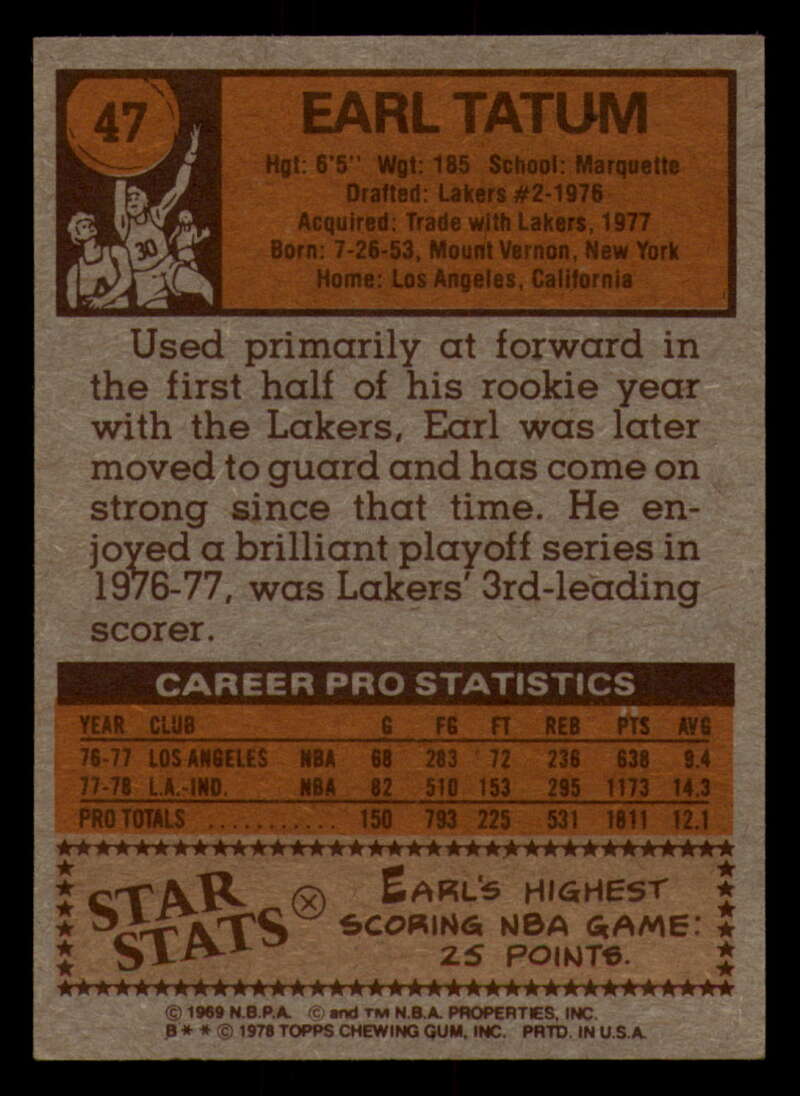 47
EARL TATUM
Hgt: 6'5" Wgt: 185 School: Marquette
Drafted: Lakers #2-1976
Acquired: Trade with Lakers, 1977
Born: 7-26-53, Mount Vernon, New York
Home: Los Angeles, California
30
Used primarily at forward in
the first half of his rookie year
with the Lakers, Earl was later
moved to guard and has come on
strong since that time. He en-
joyed a brilliant playoff series in
1976-77, was Lakers' 3rd-leading
scorer.
CAREER PRO STATISTICS
YEAR CLUB G FG FT REB PTS AVG
76-77 LOS ANGELES NBA 68 283 72 236 638 9.4
77-78 L.A.-IND. NBA 82 510 153 295 1173 14.3
PRO TOTALS ............ 150 793 225 531 1811 12.1
STAR STATS
EARL'S HIGHEST
SCORING NBA GAME:
25 POINTS.
© 1969 N.B.P.A. © and TM N.B.A. PROPERTIES, INC.
B * * © 1978 TOPPS CHEWING GUM, INC. PRTD. IN U.S.A.